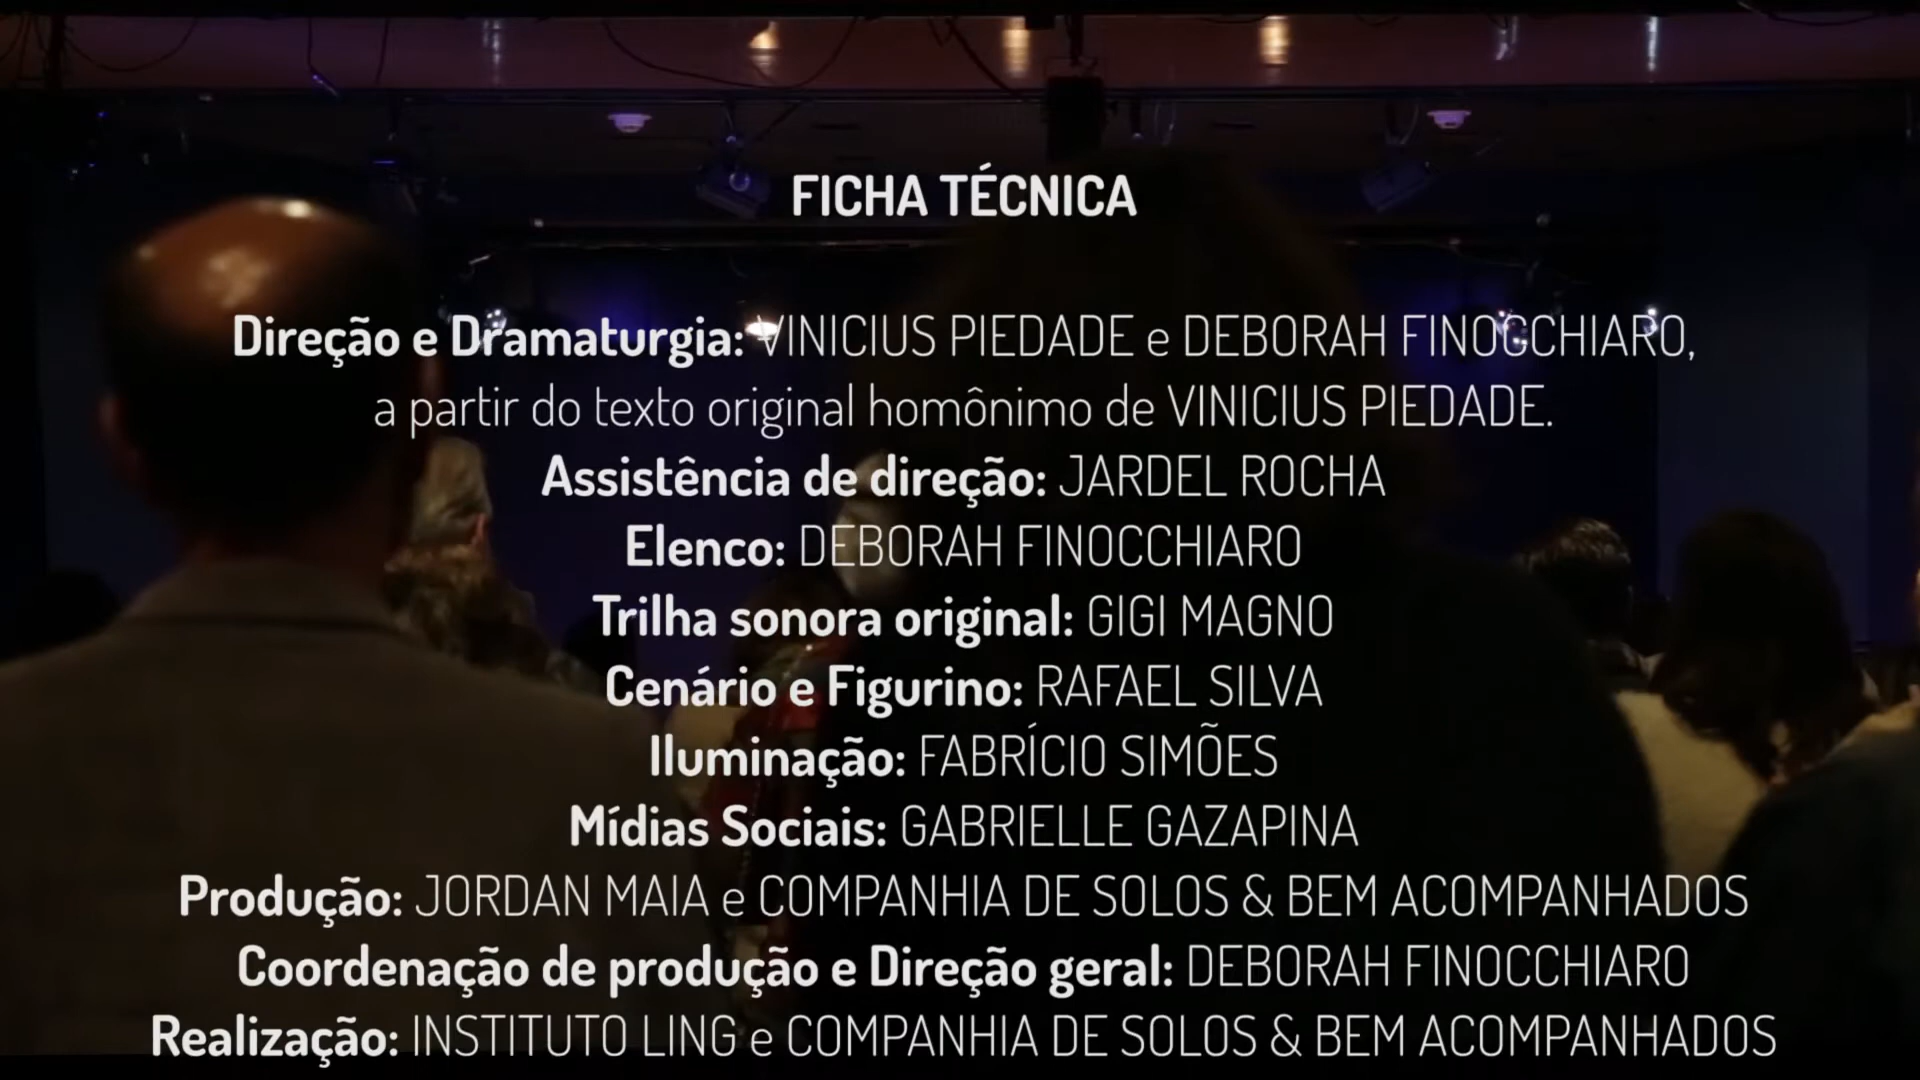 FICHA TÉCNICA
Direção e Dramaturgia: VINICIUS PIEDADE e DEBORAH FINOCCHIARO,
a partir do texto original homônimo de VINICIUS PIEDADE.
Assistência de direção: JARDEL ROCHA
Elenco: DEBORAH FINOCCHIARO
Trilha sonora original: GIGI MAGNO
Cenário e Figurino: RAFAEL SILVA
Iluminação: FABRÍCIO SIMÕES
Mídias Sociais: GABRIELLE GAZAPINA
Produção: JORDAN MAIA e COMPANHIA DE SOLOS & BEM ACOMPANHADOS
Coordenação de produção e Direção geral: DEBORAH FINOCCHIARO
Realização: INSTITUTO LING e COMPANHIA DE SOLOS & BEM ACOMPANHADOS